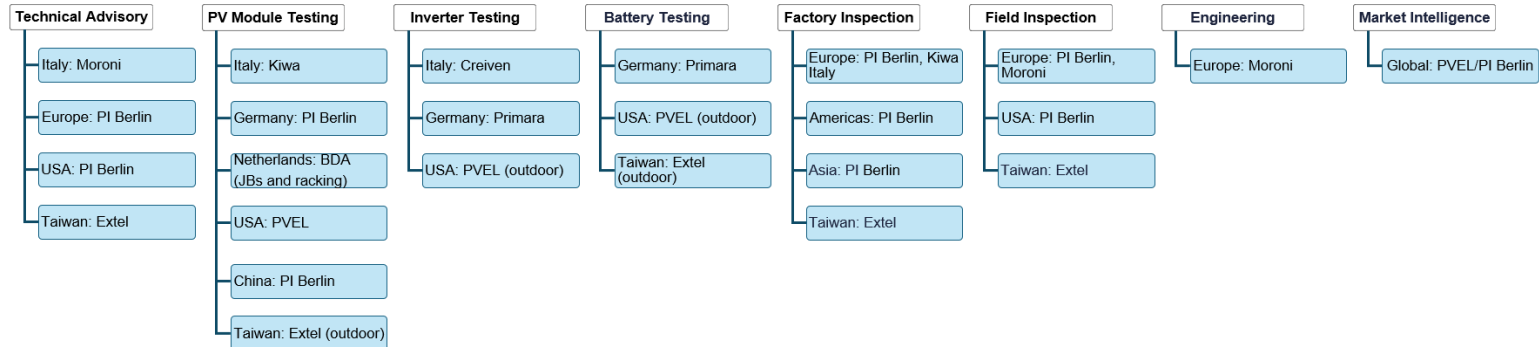 Technical Advisory
Italy: Moroni
Europe: PI Berlin
USA: PI Berlin
Taiwan: Extel
PV Module Testing
Italy: Kiwa
Germany: PI Berlin
Netherlands: BDA
(JBs and racking)
USA: PVEL
China: PI Berlin
Taiwan: Extel (outdoor)
Inverter Testing
Italy: Creiven
Germany: Primara
USA: PVEL (outdoor)
Battery Testing
Germany: Primara
USA: PVEL (outdoor)
Taiwan: Extel
(outdoor)
Factory Inspection
Europe: PI Berlin, Kiwa
Italy
Americas: PI Berlin
Asia: PI Berlin
Taiwan: Extel
Field Inspection
Europe: PI Berlin,
Moroni
USA: PI Berlin
Taiwan: Extel
Engineering
Europe: Moroni
Market Intelligence
Global: PVEL/PI Berlin